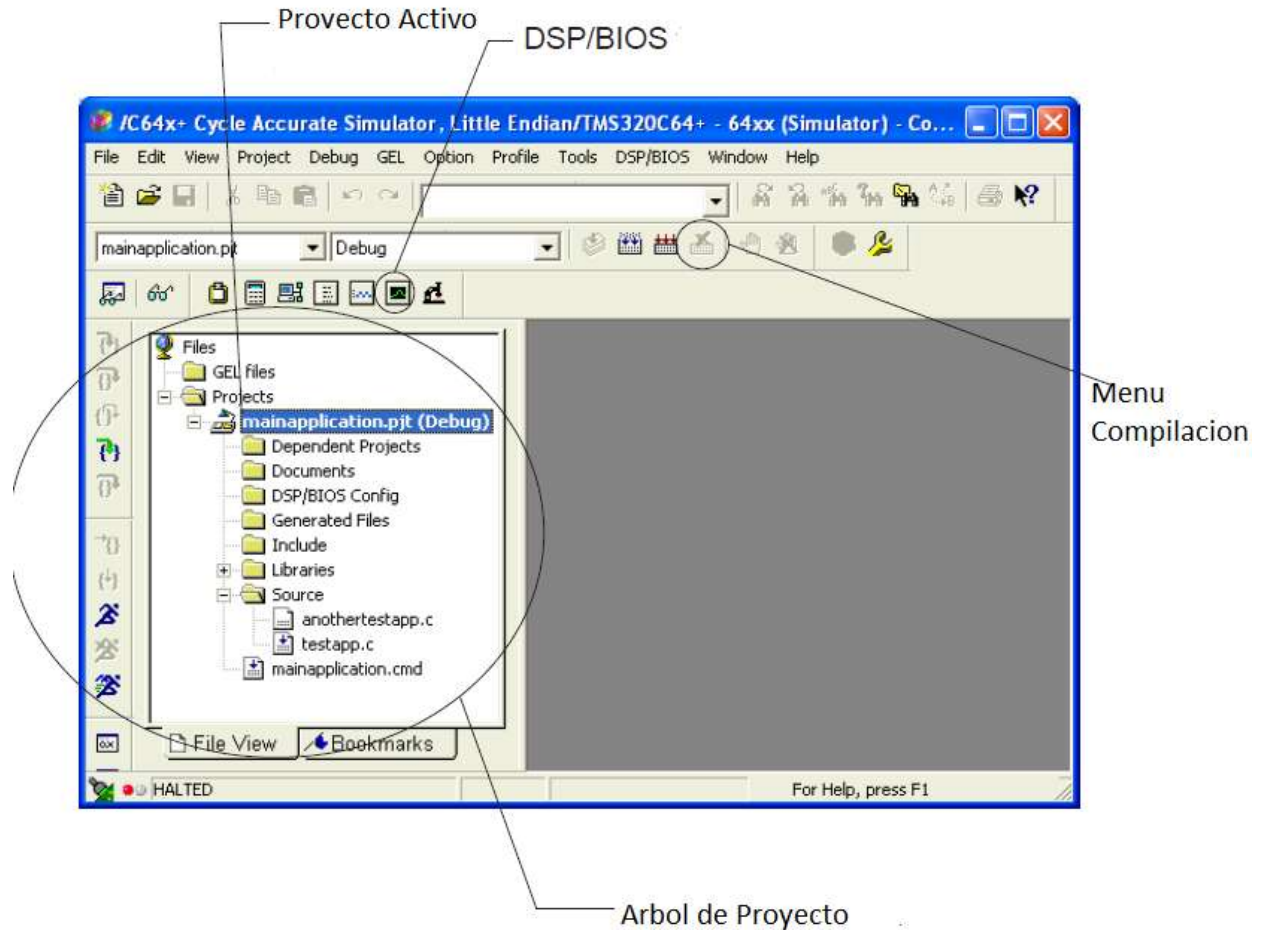 Proyecto Activo
DSP/BIOS
/C64x+ Cycle Accurate Simulator, Little Endian/TMS320C64+ - 64xx (Simulator) - Co...
File Edit View Project Debug GEL Option Profile Tools DSP/BIOS Window Help
mainapplication.pjt Debug
Files
GEL files
Projects
mainapplication.pjt (Debug)
Dependent Projects
Documents
DSP/BIOS Config
Generated Files
Include
Libraries
Source
anothertestapp.c
testapp.c
mainapplication.cmd
File View Bookmarks
HALTED
For Help, press F1
Menu
Compilacion
Arbol de Proyecto